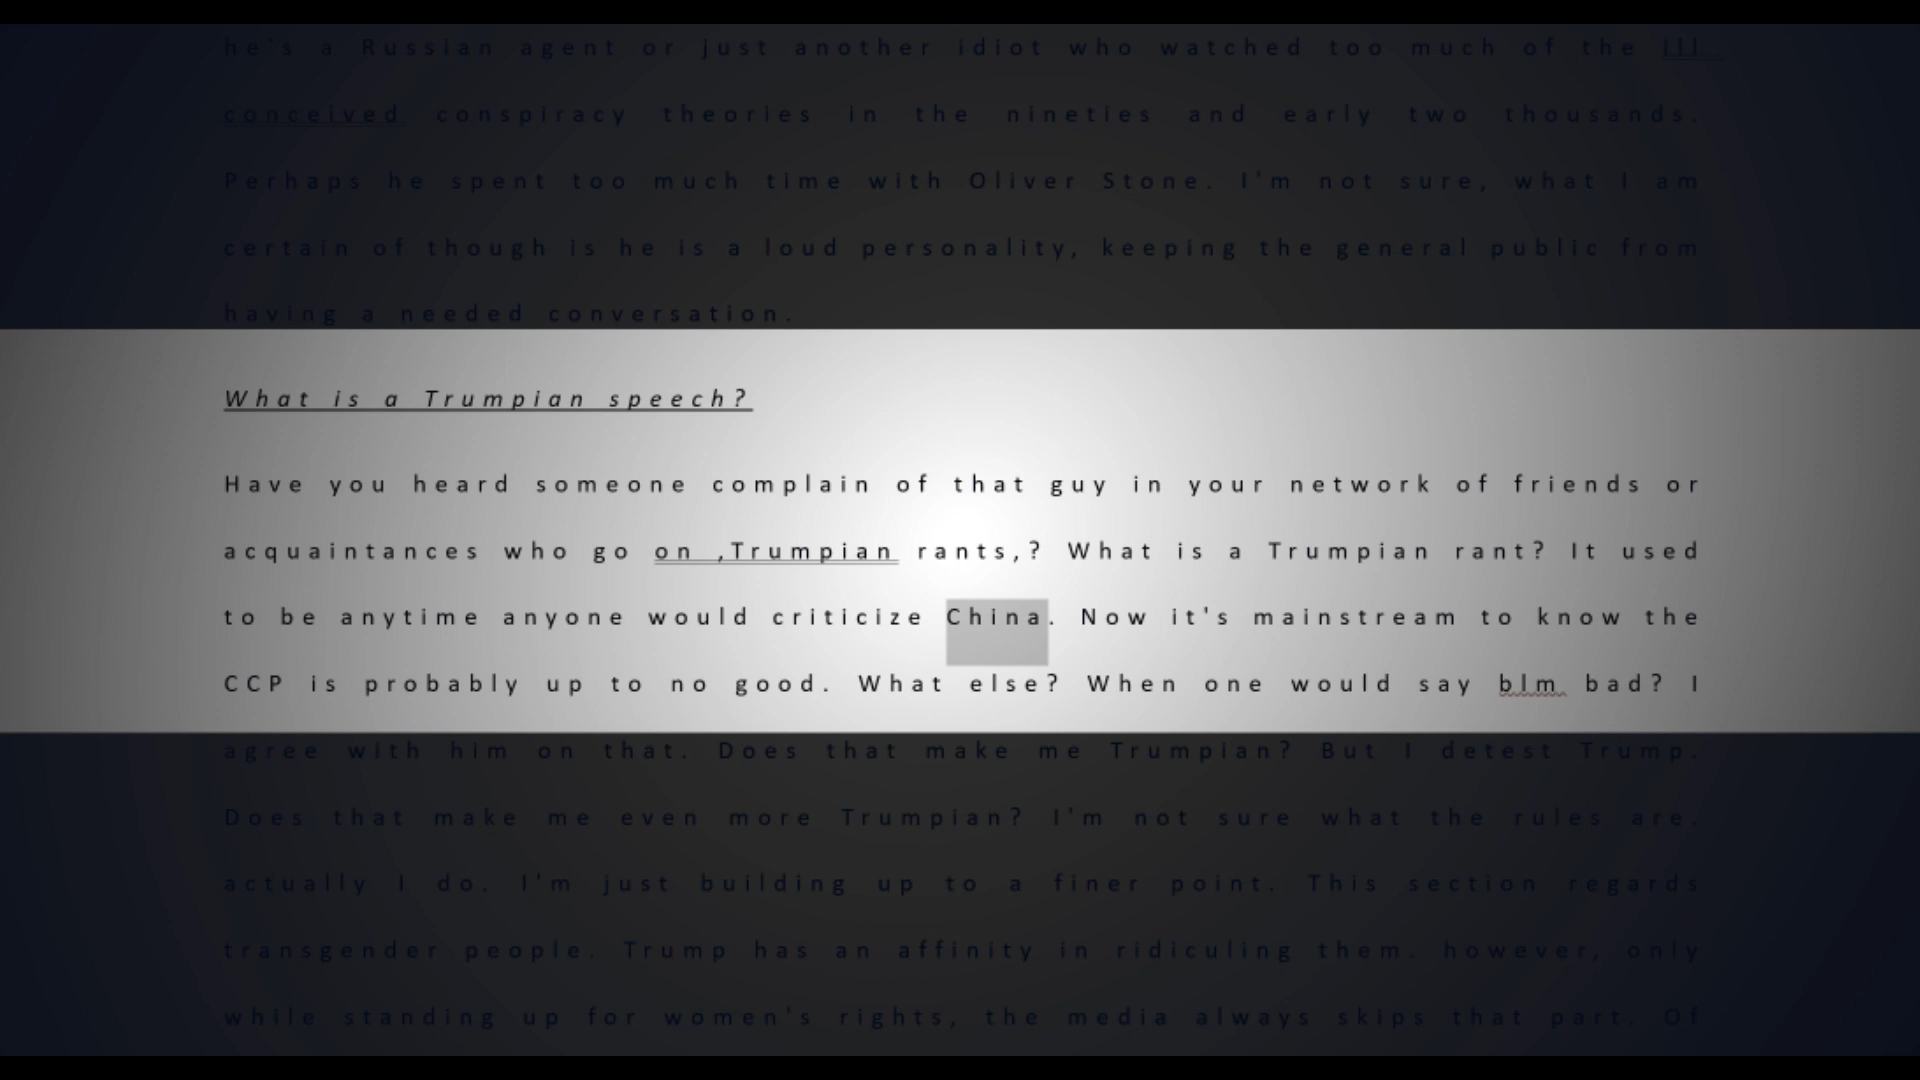 he's a Russian agent or just another idiot who watched too much of the ill
conceived conspiracy theories in the nineties and early two thousands.
Perhaps he spent too much time with Oliver Stone. I'm not sure, what I am
certain of though is he is a loud personality, keeping the general public from
having a needed conversation.
What is a Trumpian speech?
Have you heard someone complain of that guy in your network of friends or
acquaintances who go on ,Trumpian rants,? What is a Trumpian rant? It used
to be anytime anyone would criticize China. Now it's mainstream to know the
CCP is probably up to no good. What else? When one would say blm bad? I
agree with him on that. Does that make me Trumpian? But I detest Trump.
Does that make me even more Trumpian? I'm not sure what the rules are.
actually I do. I'm just building up to a finer point. This section regards
transgender people. Trump has an affinity in ridiculing them. however, only
while standing up for women's rights, the media always skips that part. Of